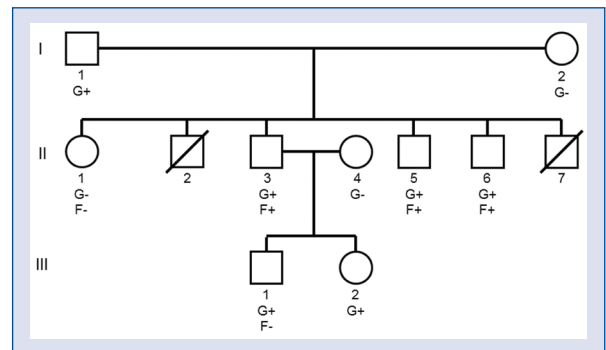 I
1 2
G+ G-
II
1 2 3 4 5 6 7
G- G+ G- G+ G+
F- F+ F+ F+
III
1 2
G+ G+
F-